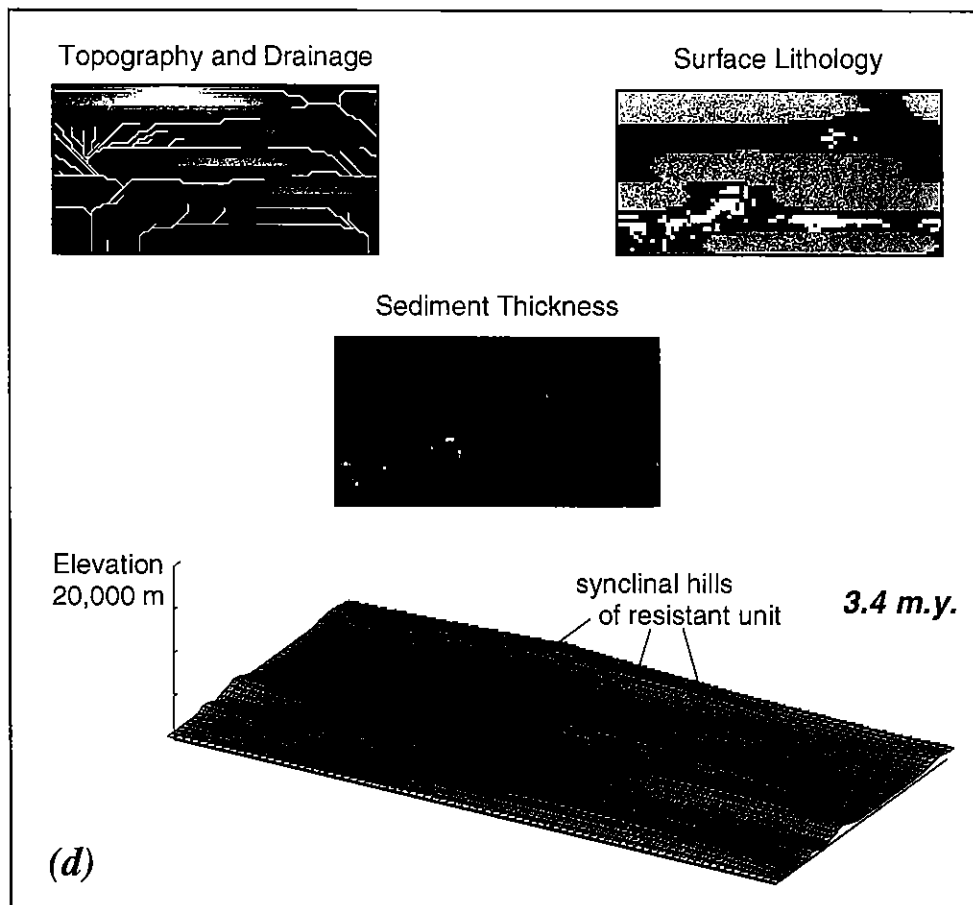 Topography and Drainage
Surface Lithology
Sediment Thickness
Elevation
20,000 m
synclinal hills
of resistant unit
3.4 m.y.
(d)